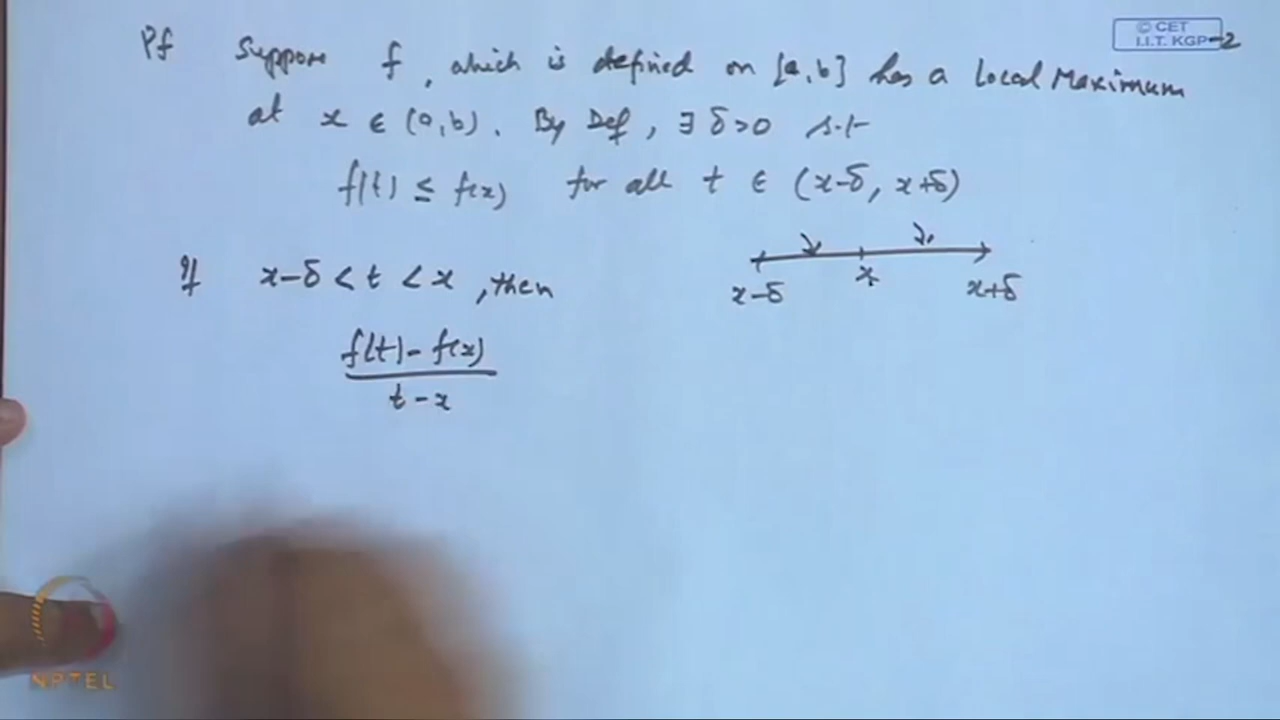 © CET
I.I.T. KGP-2
Pf Suppose f, which is defined on [a,b] has a Local Maximum
at x ∈ (a,b). By Def, ∃ δ>0 s.t
f(t) ≤ f(x) for all t ∈ (x-δ, x+δ)
x-δ x x+δ
If x-δ < t < x, then
f(t) - f(x)
t - x
NPTEL